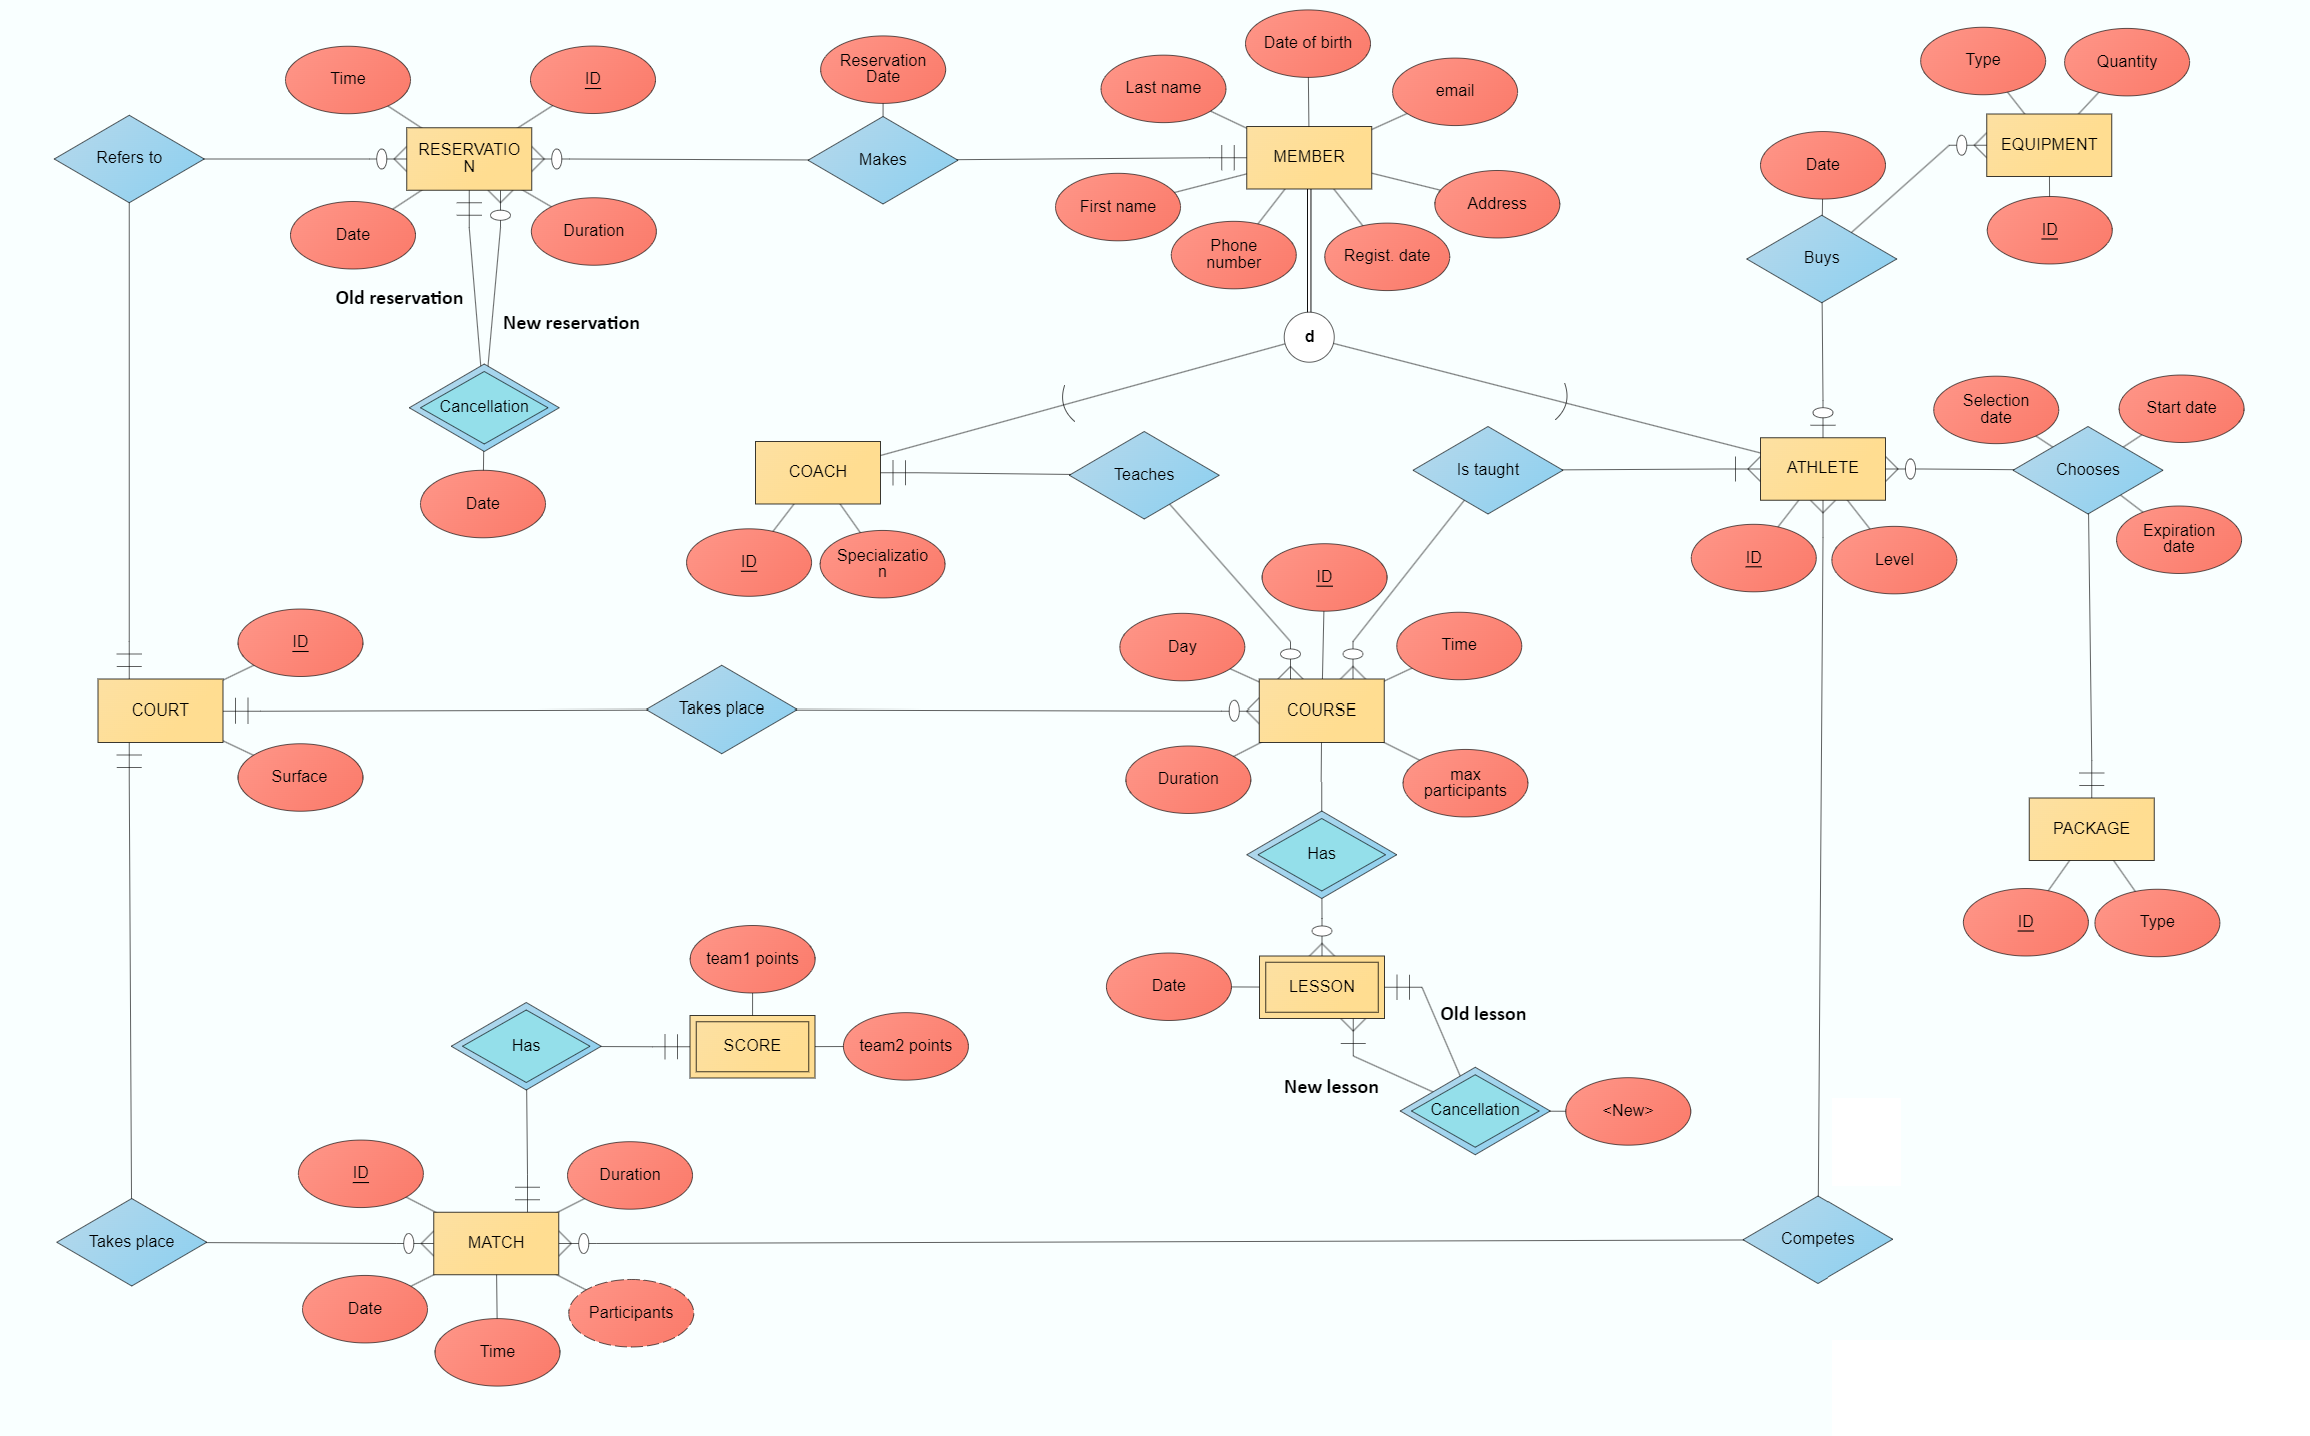 Date of birth
Reservation
Date
Time
ID
Last name
email
Type
Quantity
Refers to
RESERVATIO
N
Makes
MEMBER
EQUIPMENT
Date
Date
Duration
First name
Phone
number
Regist. date
Address
ID
Buys
Old reservation
New reservation
d
Cancellation
Date
COACH
Teaches
Is taught
ATHLETE
Selection
date
Start date
Chooses
Expiration
date
ID
Specializatio
n
ID
ID
Level
ID
Day
Time
COURT
Takes place
COURSE
Surface
Duration
max
participants
Has
PACKAGE
ID
Type
team1 points
Has
SCORE
team2 points
Date
LESSON
Old lesson
New lesson
Cancellation
<New>
ID
Duration
Takes place
MATCH
Competes
Date
Time
Participants